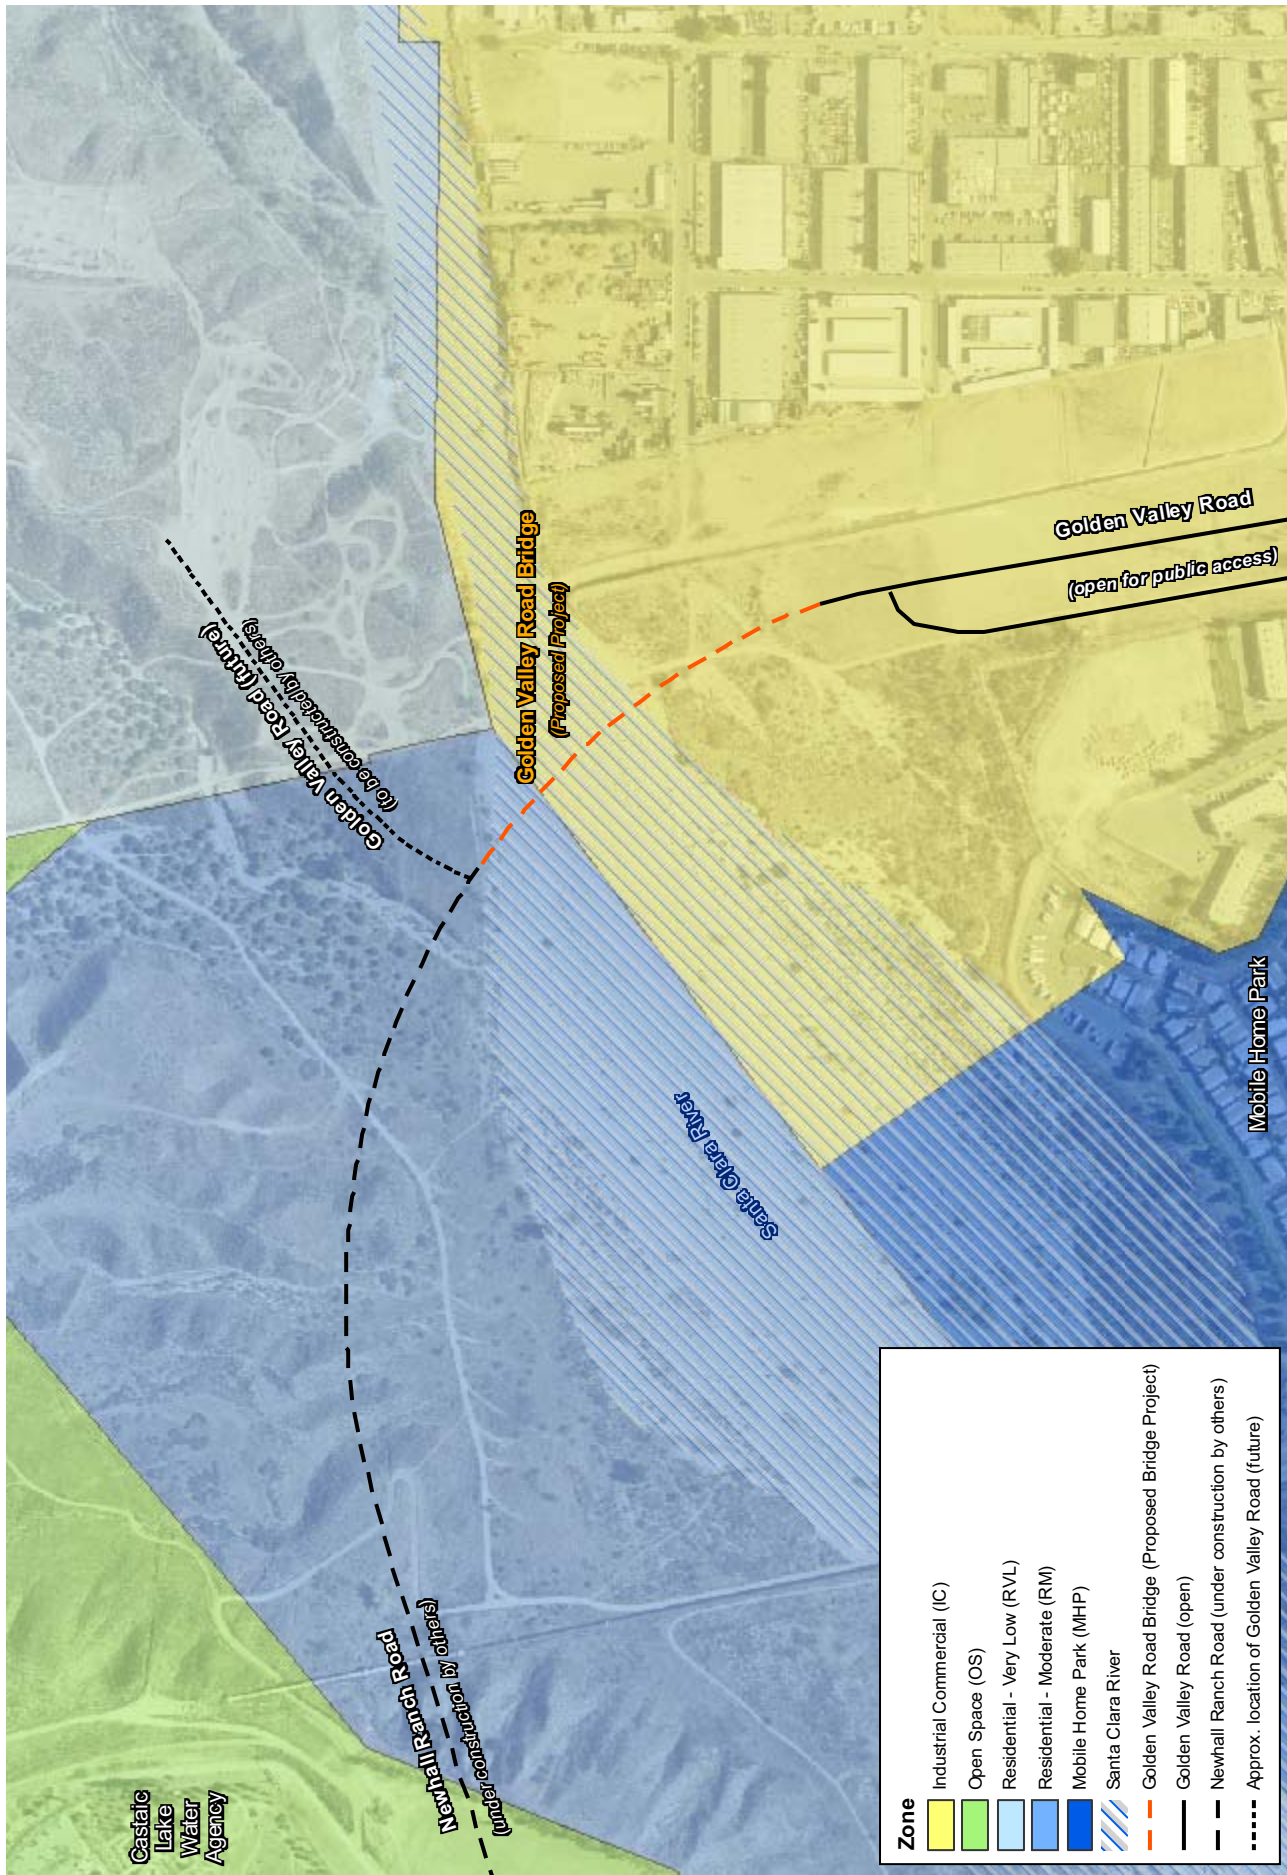 Castaic
Lake
Water
Agency
Newhall Ranch Road
(under construction by others)
Golden Valley Road (future)
(to be constructed by others)
Golden Valley Road Bridge
(Proposed Project)
Santa Clara River
Golden Valley Road
(open for public access)
Mobile Home Park
Zone
Industrial Commercial (IC)
Open Space (OS)
Residential - Very Low (RVL)
Residential - Moderate (RM)
Mobile Home Park (MHP)
Santa Clara River
Golden Valley Road Bridge (Proposed Bridge Project)
Golden Valley Road (open)
Newhall Ranch Road (under construction by others)
Approx. location of Golden Valley Road (future)